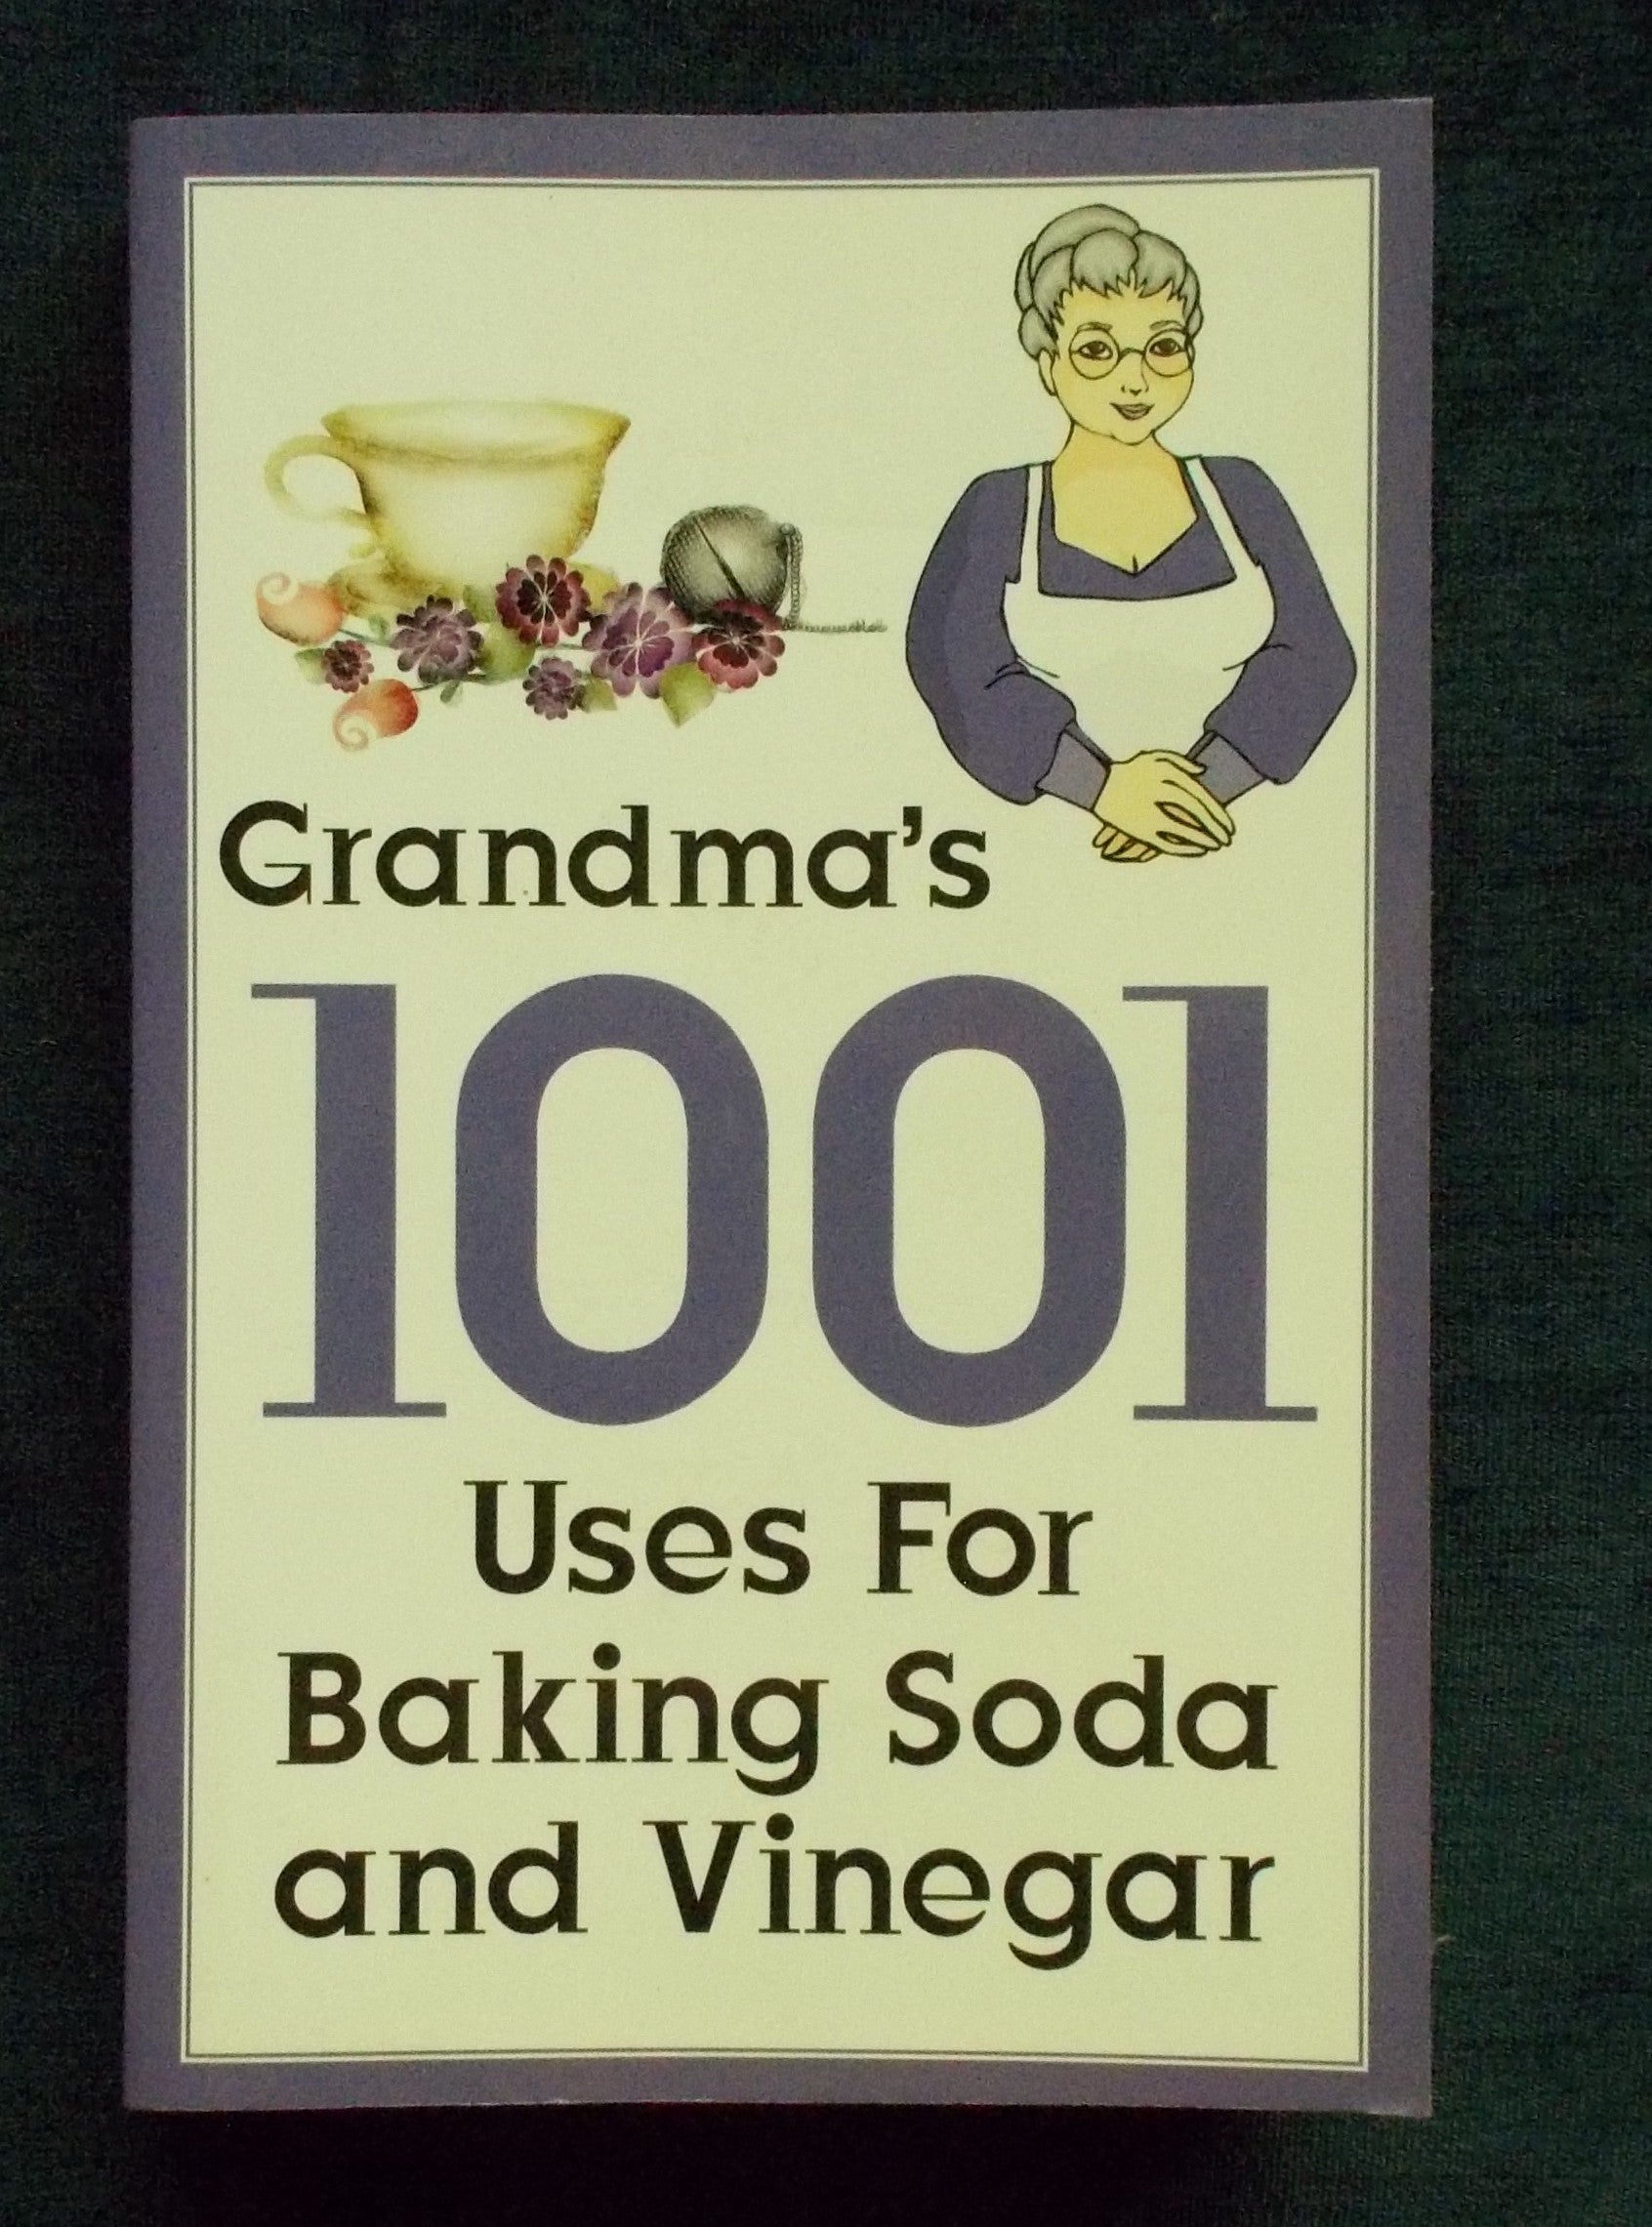 Grandma's
1001
Uses For
Baking Soda
and Vinegar